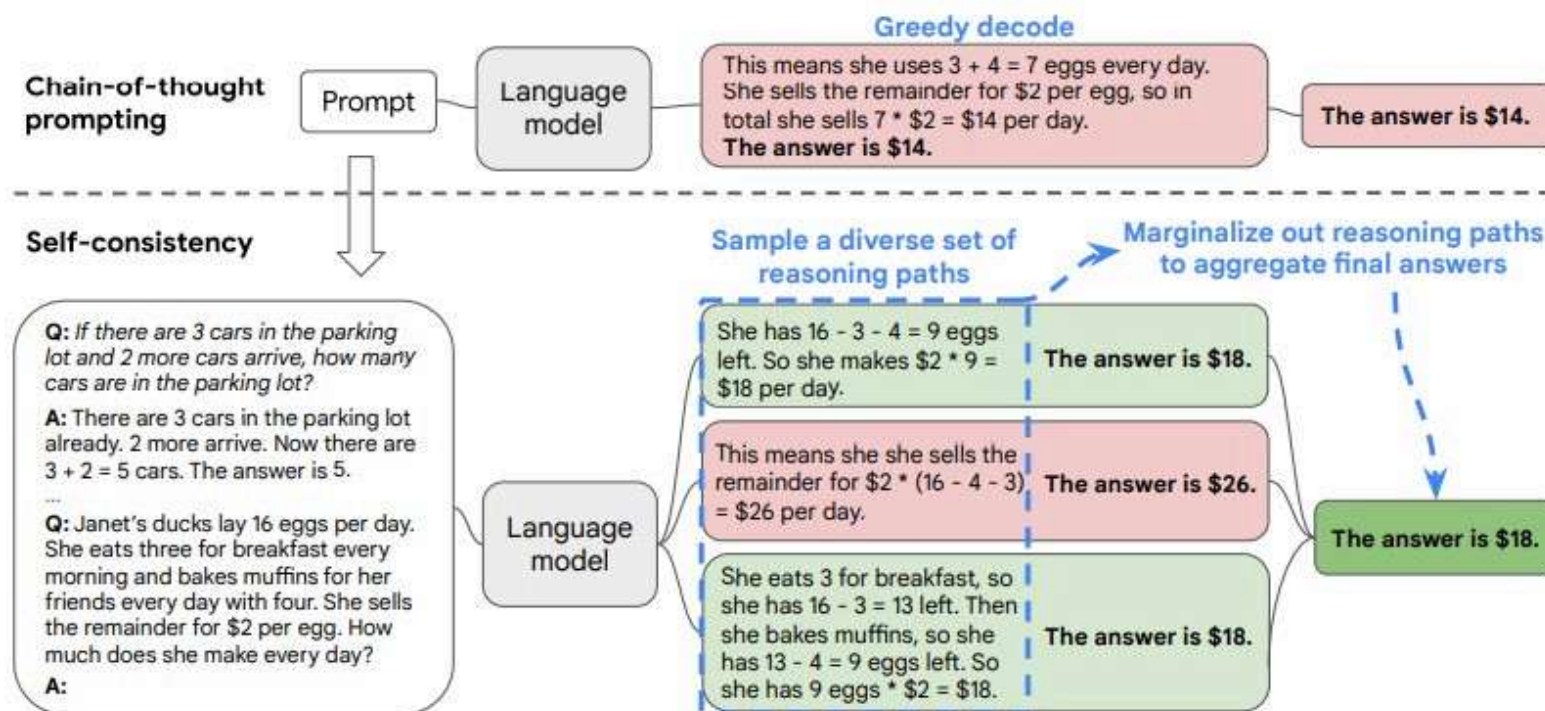 Greedy decode
Chain-of-thought
prompting
Prompt
Language
model
This means she uses 3 + 4 = 7 eggs every day.
She sells the remainder for $2 per egg, so in
total she sells 7 * $2 = $14 per day.
The answer is $14.
The answer is $14.
Self-consistency
Sample a diverse set of
reasoning paths
Marginalize out reasoning paths
to aggregate final answers
Q: If there are 3 cars in the parking
lot and 2 more cars arrive, how many
cars are in the parking lot?
A: There are 3 cars in the parking lot
already. 2 more arrive. Now there are
3 + 2 = 5 cars. The answer is 5.
...
Q: Janet's ducks lay 16 eggs per day.
She eats three for breakfast every
morning and bakes muffins for her
friends every day with four. She sells
the remainder for $2 per egg. How
much does she make every day?
A:
Language
model
She has 16 - 3 - 4 = 9 eggs
left. So she makes $2 * 9 =
$18 per day.
The answer is $18.
This means she she sells the
remainder for $2 * (16 - 4 - 3)
= $26 per day.
The answer is $26.
She eats 3 for breakfast, so
she has 16 - 3 = 13 left. Then
she bakes muffins, so she
has 13 - 4 = 9 eggs left. So
she has 9 eggs * $2 = $18.
The answer is $18.
The answer is $18.